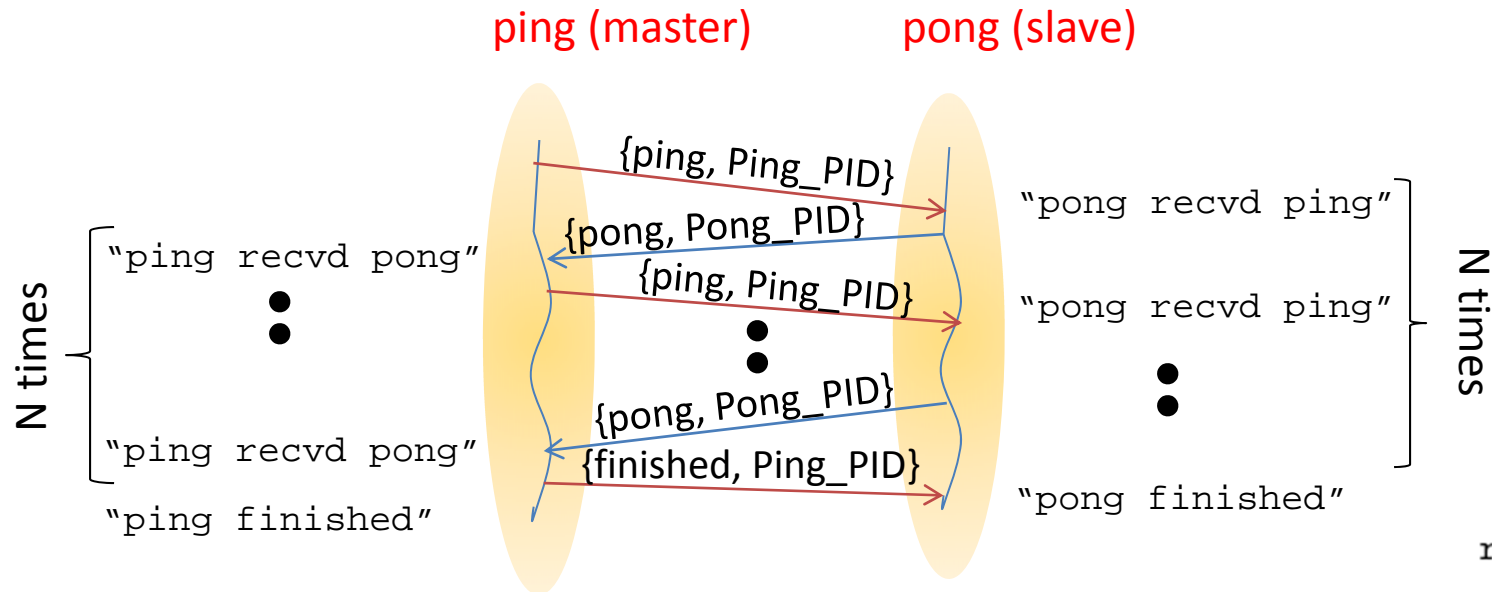 ping (master)
pong (slave)
{ping, Ping_PID}
"pong recvd ping"
{pong, Pong_PID}
"ping recvd pong"
{ping, Ping_PID}
"pong recvd ping"
N times
N times
{pong, Pong_PID}
"ping recvd pong"
{finished, Ping_PID}
"pong finished"
"ping finished"
r